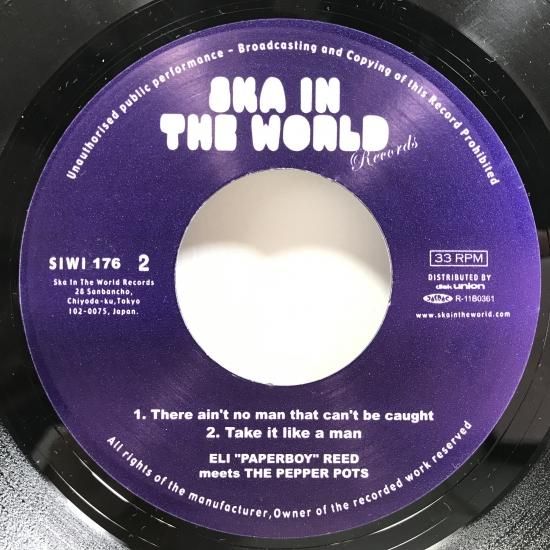 Unauthorised public performance - Broadcasting and Copying of this Record Prohibited
SKA IN
THE WORLD
Records
SIWI 176 2
Ska In The World Records
28 Sanbancho,
Chiyoda-ku,Tokyo
102-0075, Japan.
33 RPM
DISTRIBUTED BY
disk union
JASRAC R-11B0361
www.skaintheworld.com
1. There ain't no man that can't be caught
2. Take it like a man
ELI "PAPERBOY" REED
meets THE PEPPER POTS
All rights of the manufacturer,Owner of the recorded work reserved